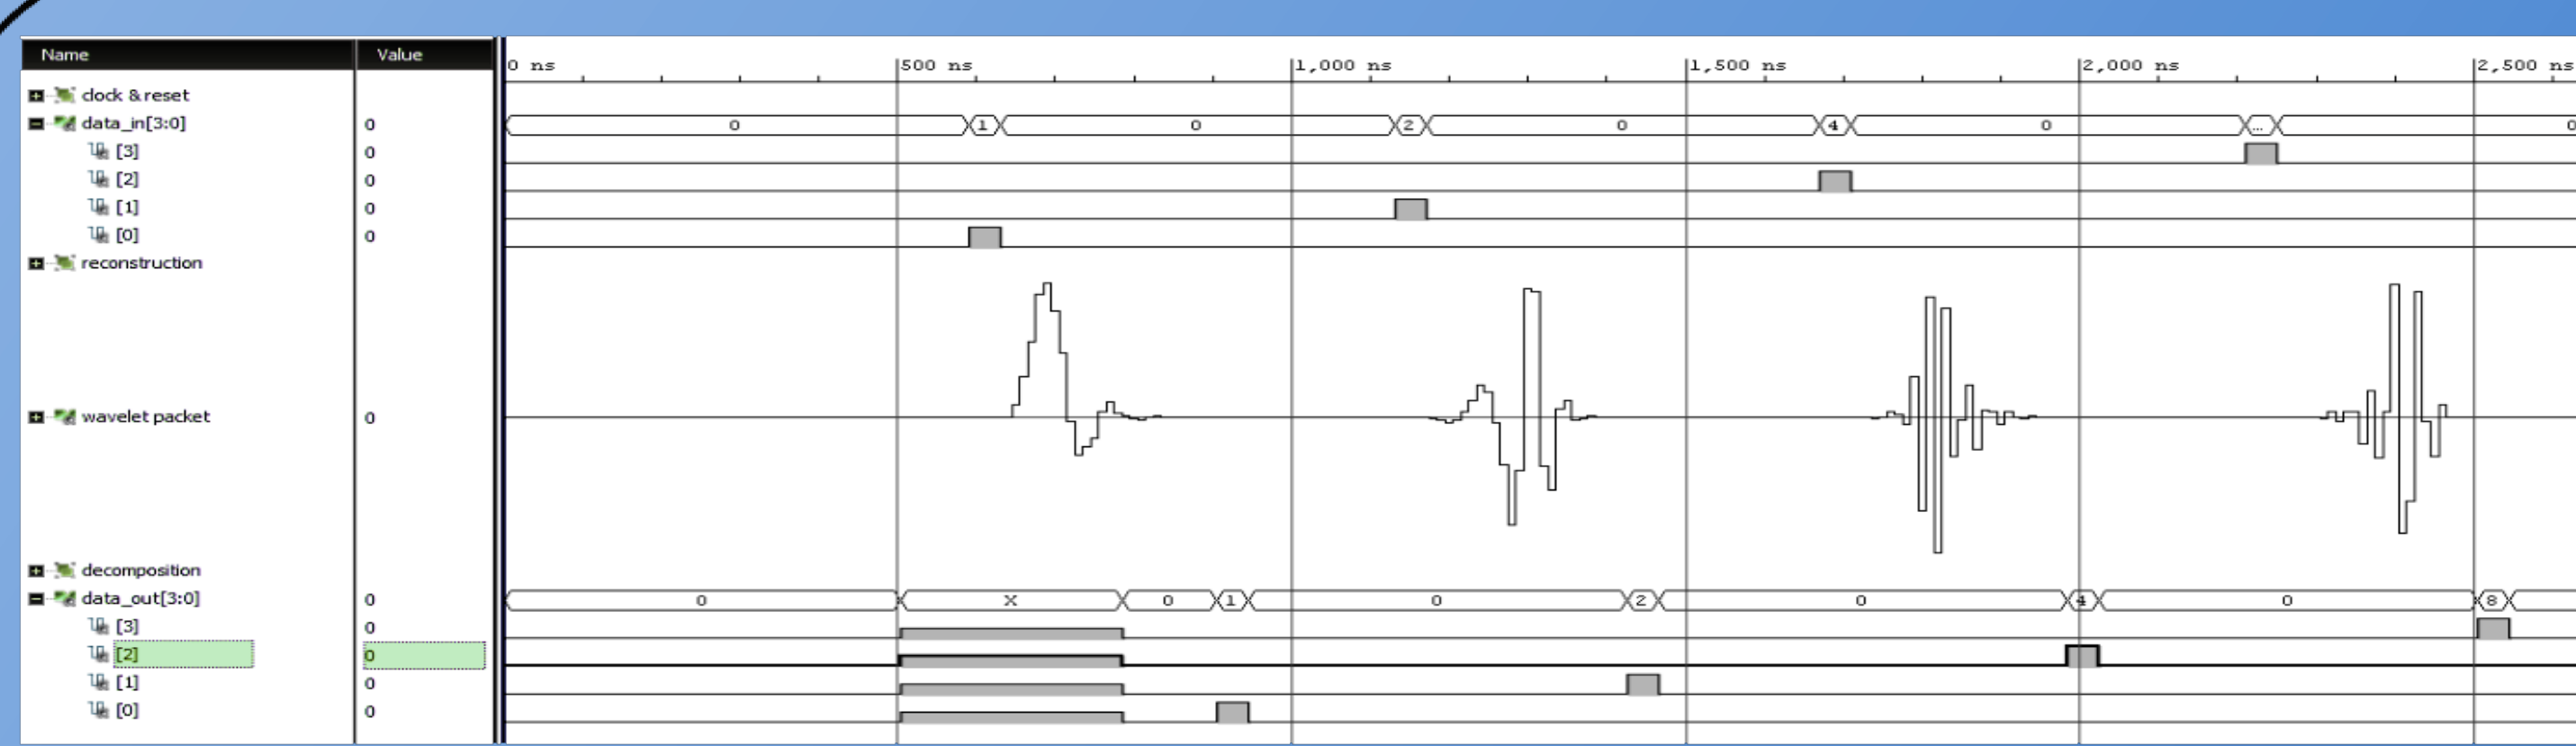 Name Value
0 ns 500 ns 1,000 ns 1,500 ns 2,000 ns 2,500 ns
clock & reset
data_in[3:0] 0 0 1 0 2 0 4 0 ... 0
[3] 0
[2] 0
[1] 0
[0] 0
reconstruction
wavelet packet 0
decomposition
data_out[3:0] 0 0 X 0 1 0 2 0 4 0 8
[3] 0
[2] 0
[1] 0
[0] 0